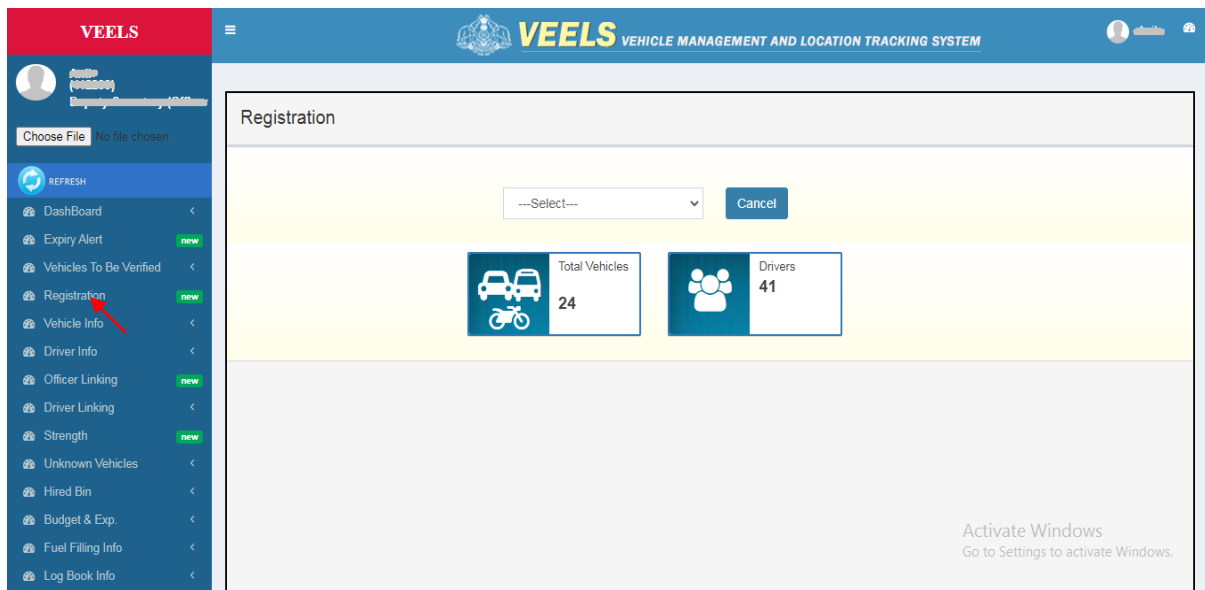 VEELS
VEELS VEHICLE MANAGEMENT AND LOCATION TRACKING SYSTEM
Choose File No file chosen
REFRESH
DashBoard
Expiry Alert new
Vehicles To Be Verified
Registration new
Vehicle Info
Driver Info
Officer Linking new
Driver Linking
Strength new
Unknown Vehicles
Hired Bin
Budget & Exp.
Fuel Filling Info
Log Book Info
Registration
---Select--- Cancel
Total Vehicles
24
Drivers
41
Activate Windows
Go to Settings to activate Windows.